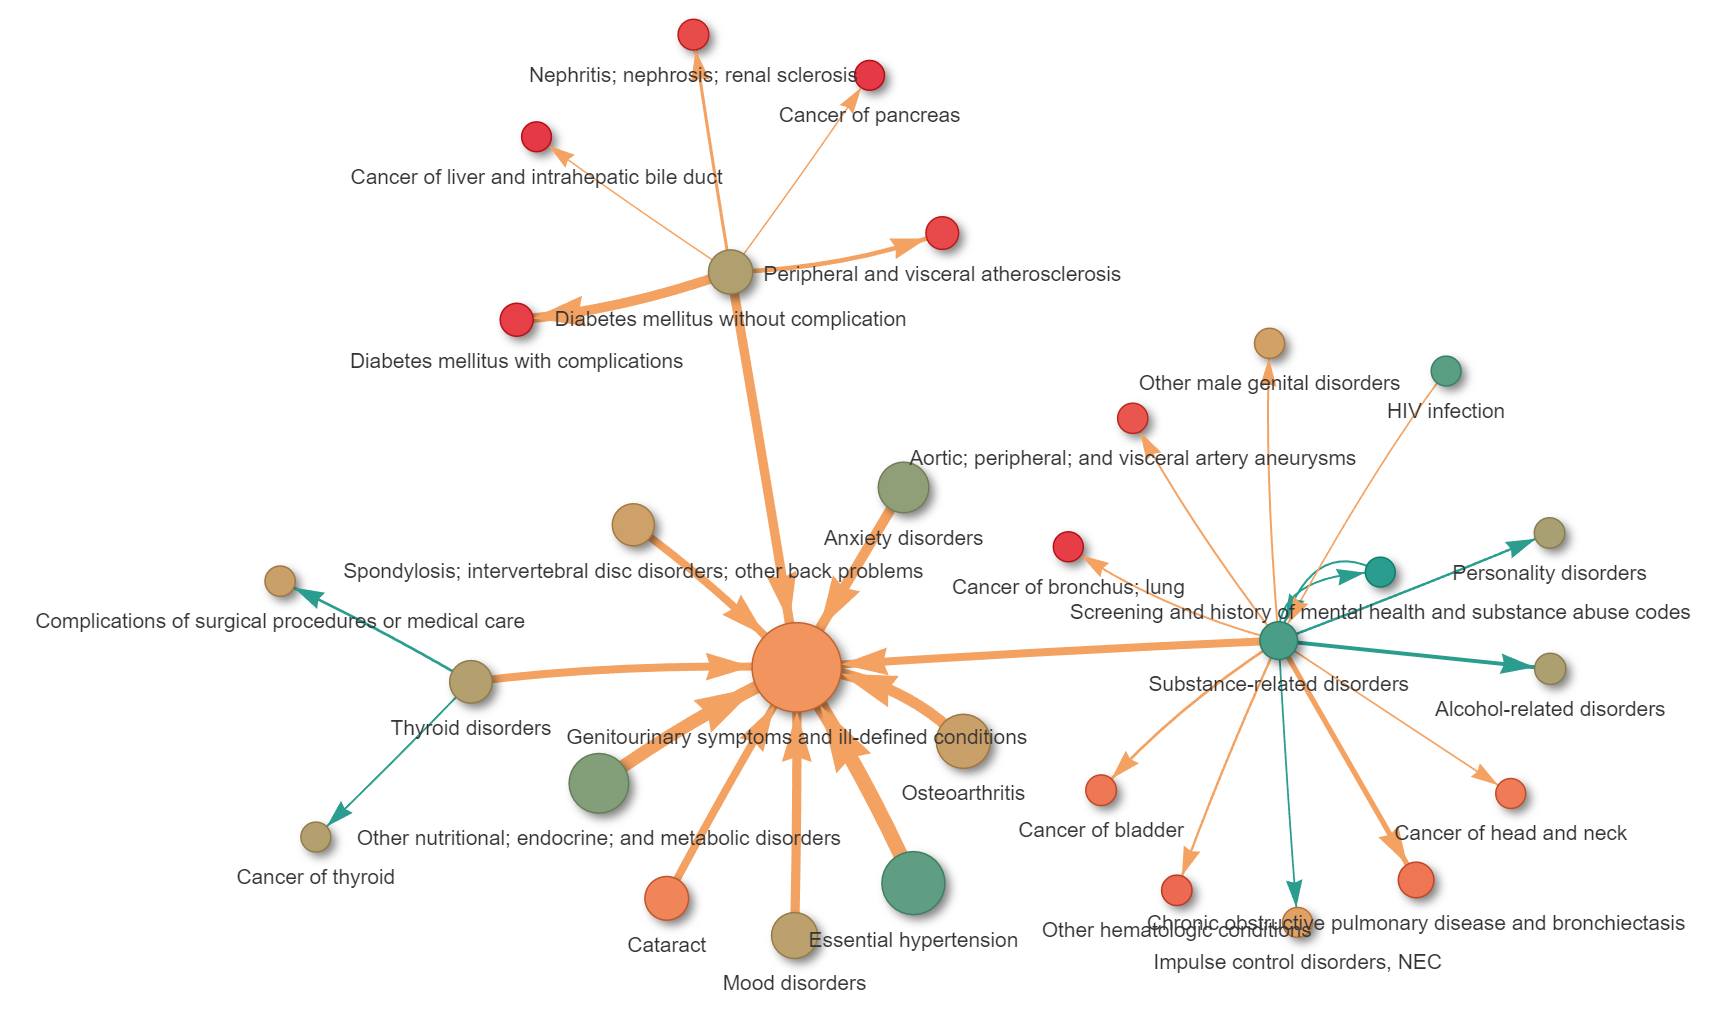 Nephritis; nephrosis; renal sclerosis
Cancer of pancreas
Cancer of liver and intrahepatic bile duct
Peripheral and visceral atherosclerosis
Diabetes mellitus without complication
Diabetes mellitus with complications
Other male genital disorders
HIV infection
Aortic; peripheral; and visceral artery aneurysms
Anxiety disorders
Spondylosis; intervertebral disc disorders; other back problems
Personality disorders
Cancer of bronchus; lung
Screening and history of mental health and substance abuse codes
Complications of surgical procedures or medical care
Substance-related disorders
Alcohol-related disorders
Thyroid disorders
Genitourinary symptoms and ill-defined conditions
Osteoarthritis
Cancer of bladder
Cancer of head and neck
Other nutritional; endocrine; and metabolic disorders
Cancer of thyroid
Chronic obstructive pulmonary disease and bronchiectasis
Other hematologic conditions
Essential hypertension
Cataract
Impulse control disorders, NEC
Mood disorders